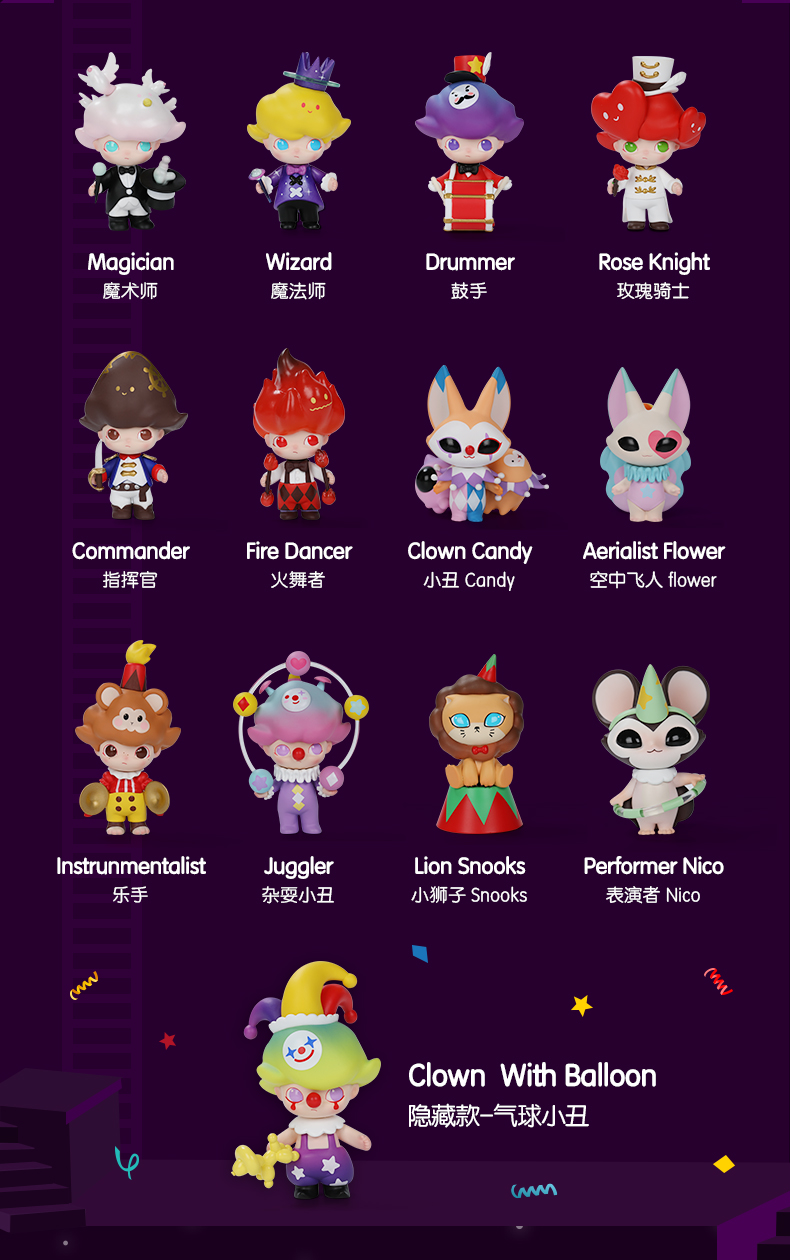 Magician
魔术师
Wizard
魔法师
Drummer
鼓手
Rose Knight
玫瑰骑士
Commander
指挥官
Fire Dancer
火舞者
Clown Candy
小丑 Candy
Aerialist Flower
空中飞人 flower
Instrunmentalist
乐手
Juggler
杂耍小丑
Lion Snooks
小狮子 Snooks
Performer Nico
表演者 Nico
Clown With Balloon
隐藏款-气球小丑